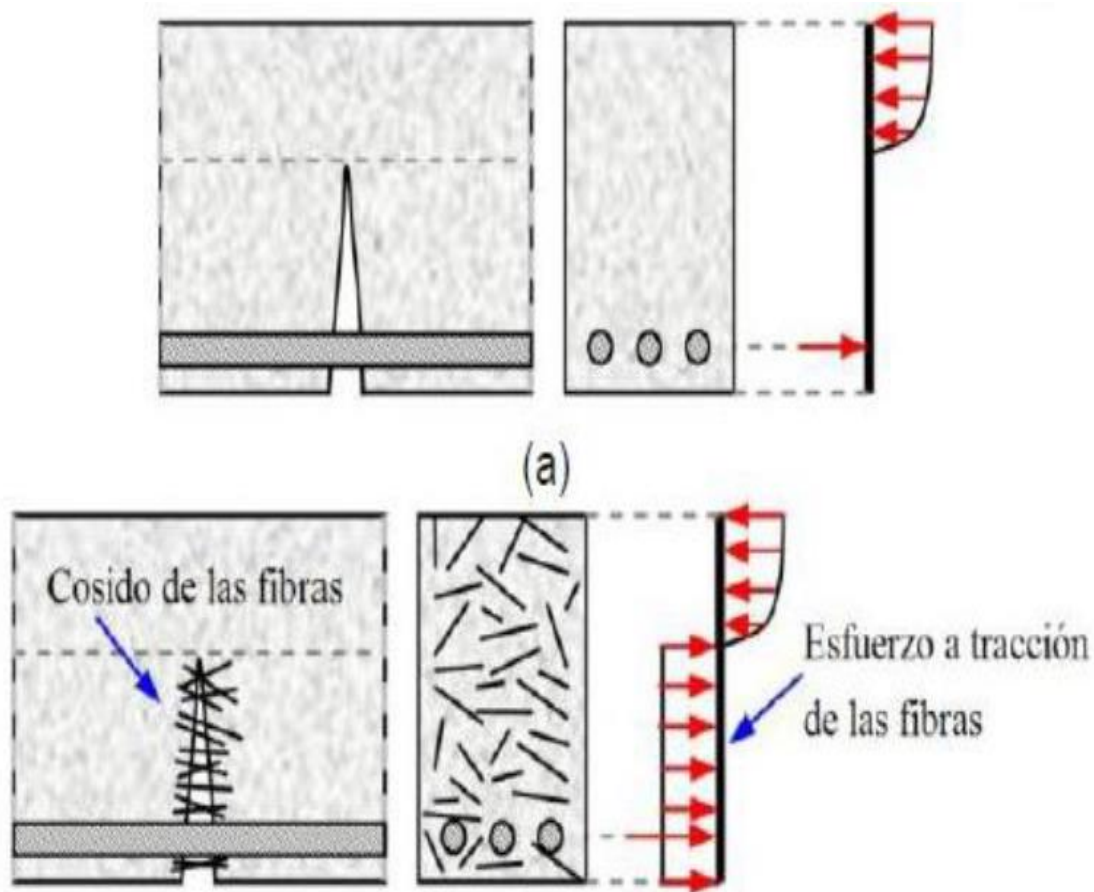 (a)
Cosido de las fibras
Esfuerzo a tracción
de las fibras